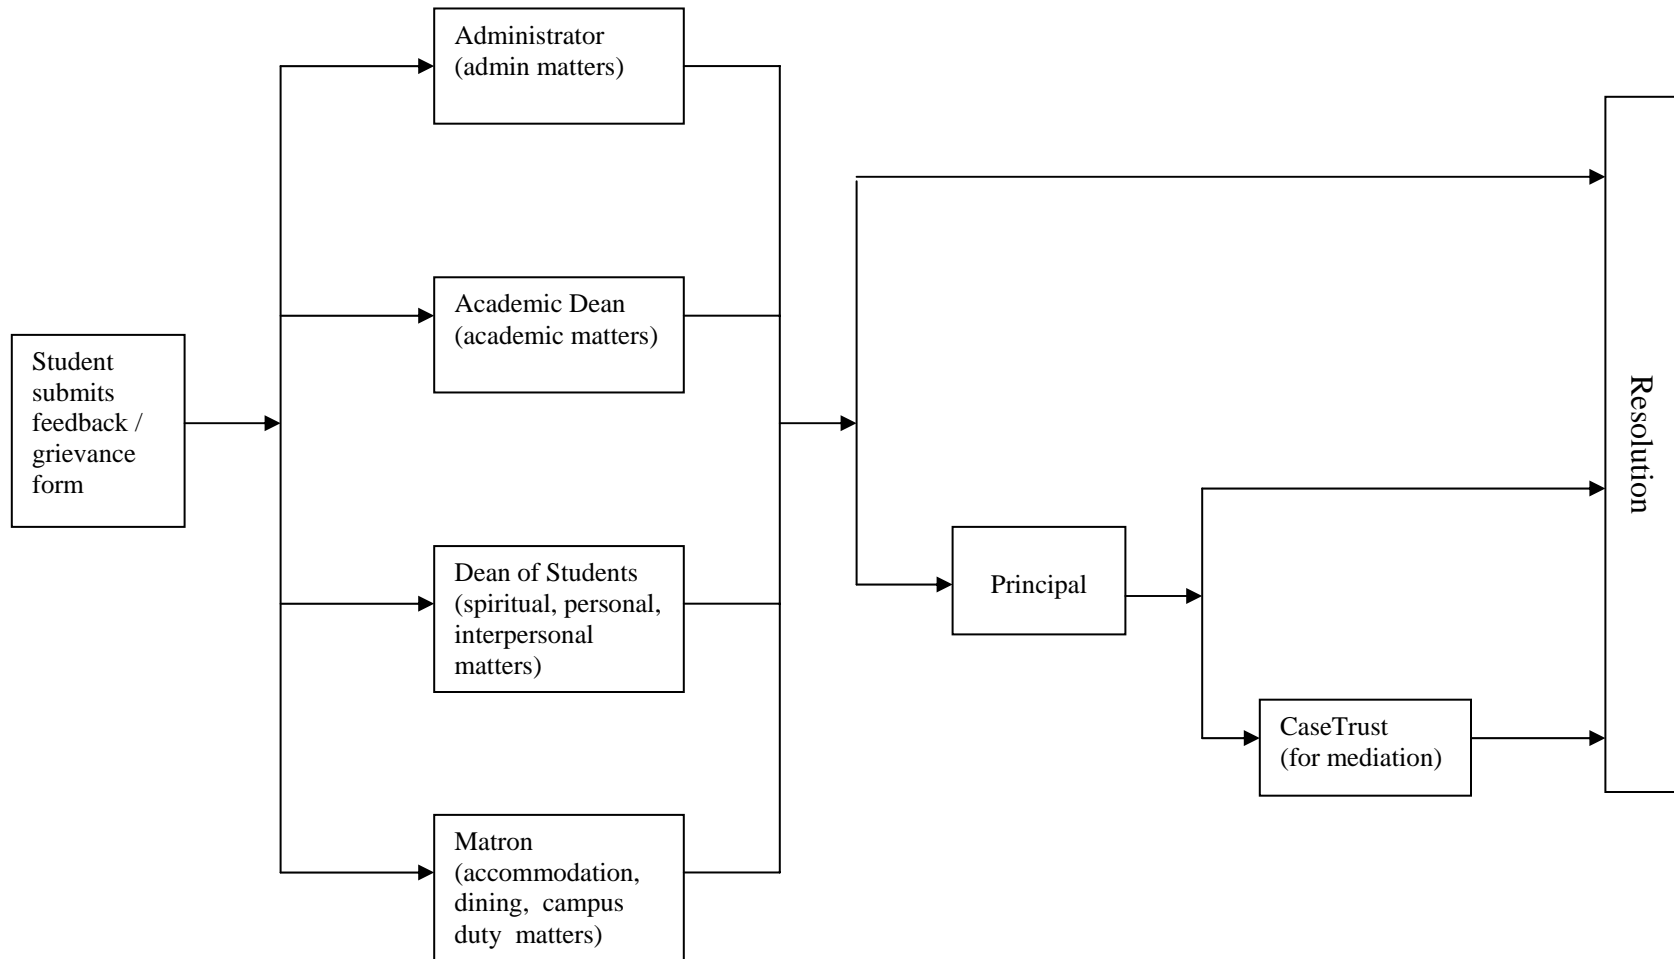 Administrator
(admin matters)
Academic Dean
(academic matters)
Student
submits
feedback /
grievance
form
Dean of Students
(spiritual, personal,
interpersonal
matters)
Matron
(accommodation,
dining,  campus
duty  matters)
Principal
CaseTrust
(for mediation)
Resolution